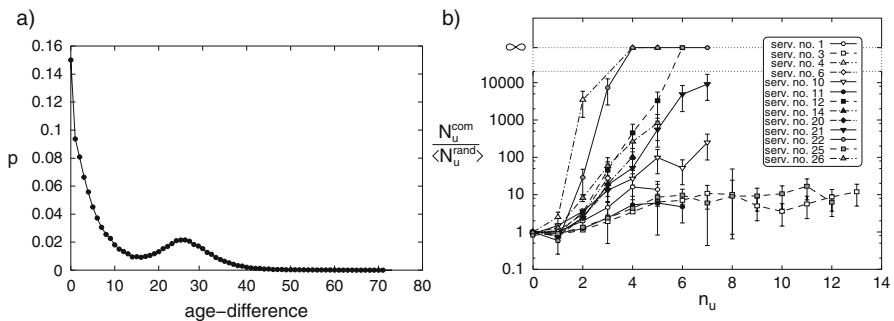 a)
0.16
0.14
0.12
0.1
0.08
0.06
0.04
0.02
0
p
0 10 20 30 40 50 60 70 80
age-difference
b)
∞
10000
1000
100
10
1
0.1
N_u^com
<N_u^rand>
0 2 4 6 8 10 12 14
n_u
serv. no. 1
serv. no. 3
serv. no. 4
serv. no. 6
serv. no. 10
serv. no. 11
serv. no. 12
serv. no. 14
serv. no. 20
serv. no. 21
serv. no. 22
serv. no. 25
serv. no. 26